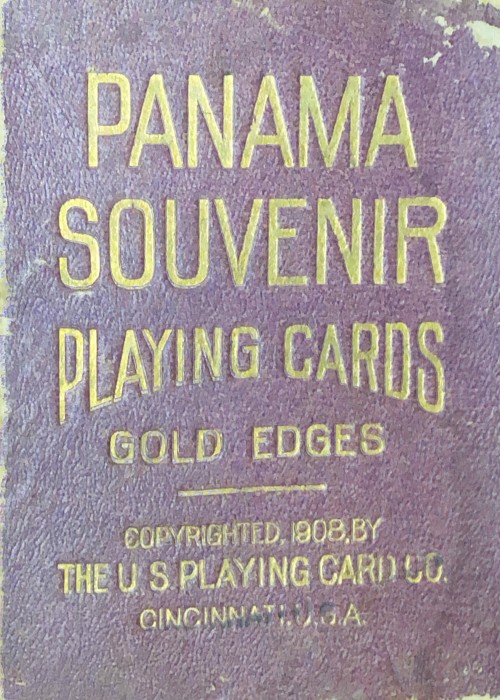 PANAMA
SOUVENIR
PLAYING CARDS
GOLD EDGES
COPYRIGHTED, 1908, BY
THE U.S. PLAYING CARD CO.
CINCINNATI. U.S.A.